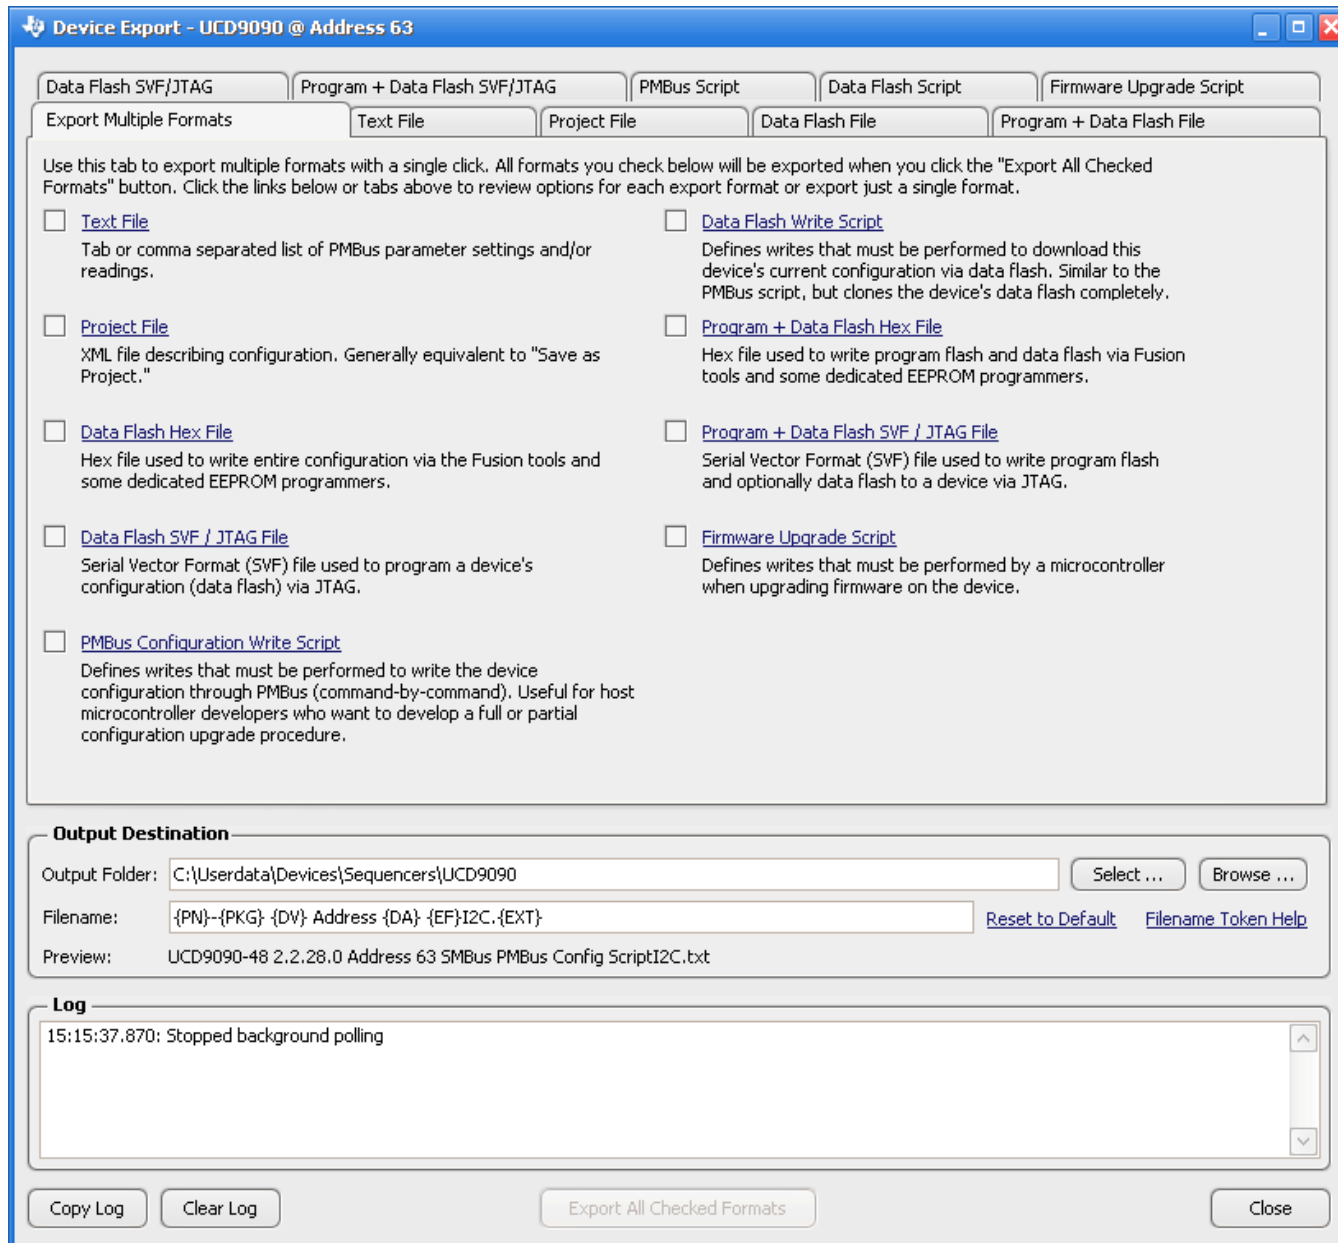 Device Export - UCD9090 @ Address 63
Data Flash SVF/JTAG
Program + Data Flash SVF/JTAG
PMBus Script
Data Flash Script
Firmware Upgrade Script
Export Multiple Formats
Text File
Project File
Data Flash File
Program + Data Flash File
Use this tab to export multiple formats with a single click. All formats you check below will be exported when you click the "Export All Checked
Formats" button. Click the links below or tabs above to review options for each export format or export just a single format.
Text File
Tab or comma separated list of PMBus parameter settings and/or
readings.
Project File
XML file describing configuration. Generally equivalent to "Save as
Project."
Data Flash Hex File
Hex file used to write entire configuration via the Fusion tools and
some dedicated EEPROM programmers.
Data Flash SVF / JTAG File
Serial Vector Format (SVF) file used to program a device's
configuration (data flash) via JTAG.
PMBus Configuration Write Script
Defines writes that must be performed to write the device
configuration through PMBus (command-by-command). Useful for host
microcontroller developers who want to develop a full or partial
configuration upgrade procedure.
Data Flash Write Script
Defines writes that must be performed to download this
device's current configuration via data flash. Similar to the
PMBus script, but clones the device's data flash completely.
Program + Data Flash Hex File
Hex file used to write program flash and data flash via Fusion
tools and some dedicated EEPROM programmers.
Program + Data Flash SVF / JTAG File
Serial Vector Format (SVF) file used to write program flash
and optionally data flash to a device via JTAG.
Firmware Upgrade Script
Defines writes that must be performed by a microcontroller
when upgrading firmware on the device.
Output Destination
Output Folder: C:\Userdata\Devices\Sequencers\UCD9090 Select ... Browse ...
Filename: {PN}-{PKG} {DV} Address {DA} {EF}I2C.{EXT} Reset to Default Filename Token Help
Preview: UCD9090-48 2.2.28.0 Address 63 SMBus PMBus Config ScriptI2C.txt
Log
15:15:37.870: Stopped background polling
Copy Log Clear Log Export All Checked Formats Close